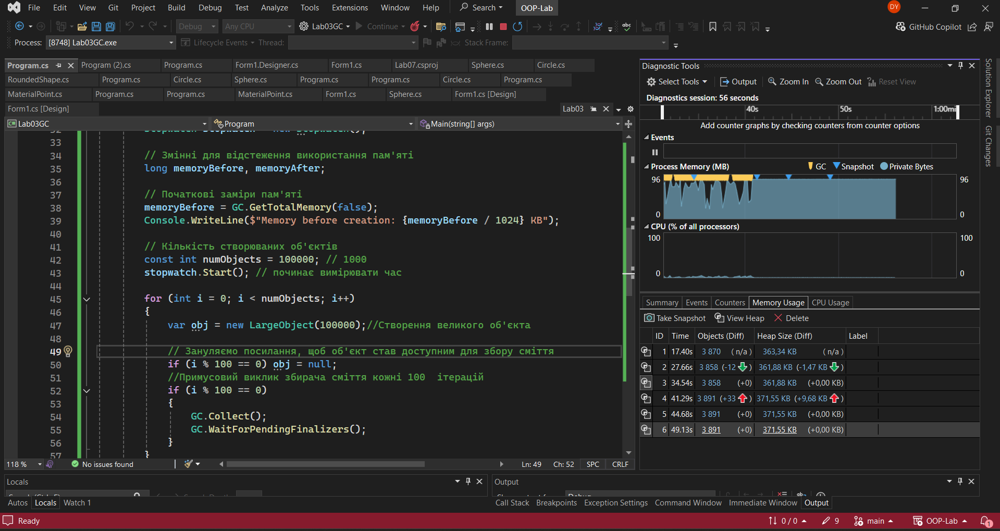 File Edit View Git Project Build Debug Test Analyze Tools Extensions Window Help Search OOP-Lab DY
Debug Any CPU Lab03GC Continue abc GitHub Copilot
Process: [8748] Lab03GC.exe Lifecycle Events Thread: Stack Frame:
Program.cs Program (2).cs Program.cs Form1.Designer.cs Form1.cs Lab07.csproj Sphere.cs Circle.cs
RoundedShape.cs Program.cs Circle.cs Sphere.cs Program.cs Program.cs Circle.cs Program.cs
MaterialPoint.cs Program.cs Program.cs MaterialPoint.cs Form1.cs Sphere.cs Form1.cs [Design]
Form1.cs [Design] Lab03
Lab03GC Program Main(string[] args)
33
34 // Змінні для відстеження використання пам'яті
35 long memoryBefore, memoryAfter;
36
37 // Початкові заміри пам'яті
38 memoryBefore = GC.GetTotalMemory(false);
39 Console.WriteLine($"Memory before creation: {memoryBefore / 1024} KB");
40
41 // Кількість створюваних об'єктів
42 const int numObjects = 100000; // 1000
43 stopwatch.Start(); // починає вимірювати час
44
45 for (int i = 0; i < numObjects; i++)
46 {
47 var obj = new LargeObject(100000);//Створення великого об'єкта
48
49 // Зануляємо посилання, щоб об'єкт став доступним для збору сміття
50 if (i % 100 == 0) obj = null;
51 //Примусовий виклик збирача сміття кожні 100 ітерацій
52 if (i % 100 == 0)
53 {
54 GC.Collect();
55 GC.WaitForPendingFinalizers();
56 }
57 }
118 % No issues found Ln: 49 Ch: 52 SPC CRLF
Diagnostic Tools
Select Tools Output Zoom In Zoom Out Reset View
Diagnostics session: 56 seconds
40s 50s 1:00mi
Add counter graphs by checking counters from counter options
Events
Process Memory (MB) GC Snapshot Private Bytes
96 96
0 0
CPU (% of all processors)
100 100
0 0
Summary Events Counters Memory Usage CPU Usage
Take Snapshot View Heap Delete
ID Time Objects (Diff) Heap Size (Diff) Label
1 17.40s 3 870 (n/a) 363,34 KB (n/a)
2 27.66s 3 858 (-12) 361,88 KB (-1,47 KB)
3 34.54s 3 858 (+0) 361,88 KB (+0,00 KB)
4 41.29s 3 891 (+33) 371,55 KB (+9,68 KB)
5 44.68s 3 891 (+0) 371,55 KB (+0,00 KB)
6 49.13s 3 891 (+0) 371,55 KB (+0,00 KB)
Solution Explorer
Git Changes
Locals
Autos Locals Watch 1
Output
Call Stack Breakpoints Exception Settings Command Window Immediate Window Output
Ready 0 / 0 9 main OOP-Lab 1